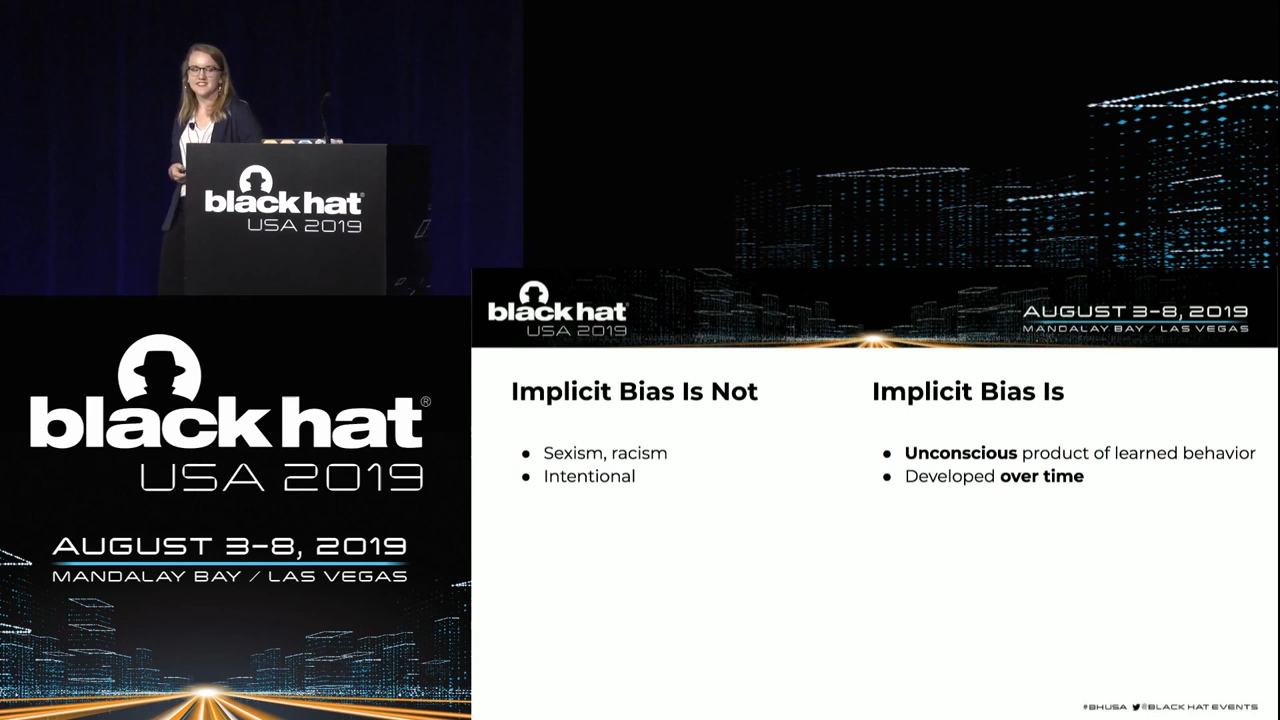 black hat
USA 2019
black hat
USA 2019
AUGUST 3-8, 2019
MANDALAY BAY / LAS VEGAS
Implicit Bias Is Not
Implicit Bias Is
• Sexism, racism
• Intentional
• Unconscious product of learned behavior
• Developed over time
black hat®
USA 2019
AUGUST 3-8, 2019
MANDALAY BAY / LAS VEGAS
#BHUSA @BLACK HAT EVENTS